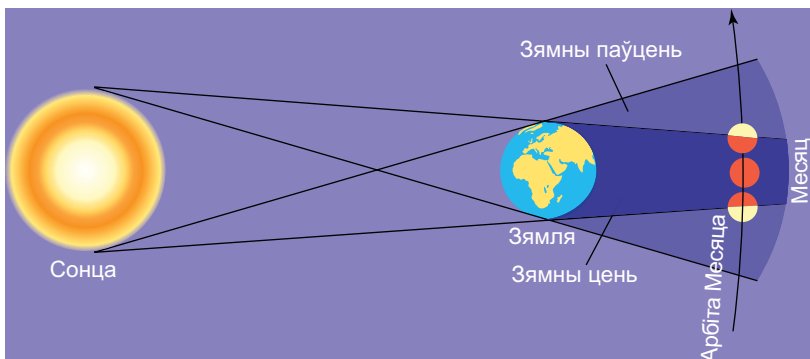 Зямны паўцень
Месяц
Зямля
Зямны цень
Сонца
Арбіта Месяца